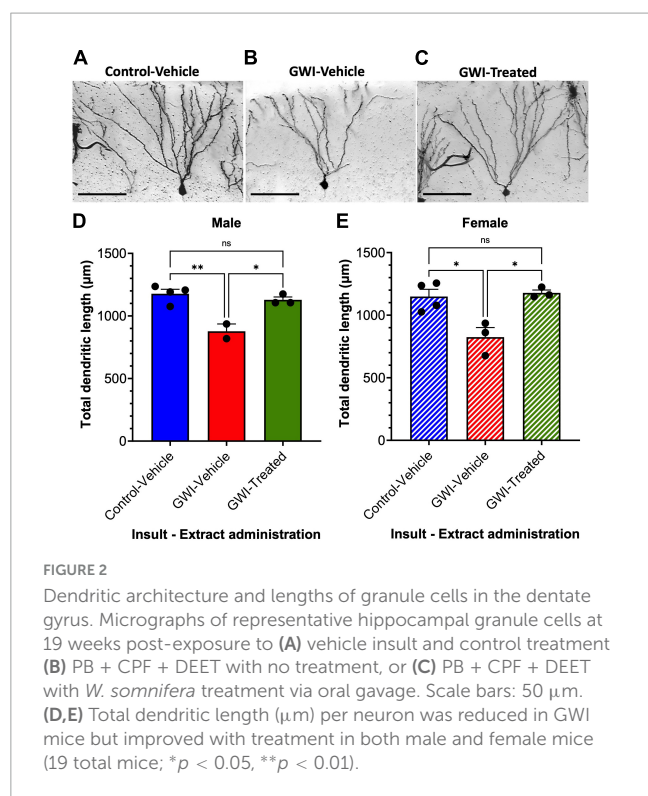 A
Control-Vehicle
B
GWI-Vehicle
C
GWI-Treated
D
Male
ns
**
*
1500
1000
500
0
Total dendritic length (μm)
Control-Vehicle
GWI-Vehicle
GWI-Treated
Insult - Extract administration
E
Female
ns
*
*
1500
1000
500
0
Total dendritic length (μm)
Control-Vehicle
GWI-Vehicle
GWI-Treated
Insult - Extract administration
FIGURE 2
Dendritic architecture and lengths of granule cells in the dentate
gyrus. Micrographs of representative hippocampal granule cells at
19 weeks post-exposure to (A) vehicle insult and control treatment
(B) PB + CPF + DEET with no treatment, or (C) PB + CPF + DEET
with W. somnifera treatment via oral gavage. Scale bars: 50 μm.
(D,E) Total dendritic length (μm) per neuron was reduced in GWI
mice but improved with treatment in both male and female mice
(19 total mice; *p < 0.05, **p < 0.01).